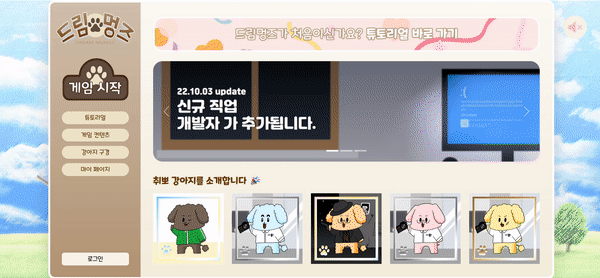 드림멍즈
드림멍즈가 처음이신가요? 튜토리얼 바로 가기
게임 시작
튜토리얼
게임 컨텐츠
강아지 구경
마이 페이지
로그인
22.10.03 update
신규 직업
개발자 가 추가됩니다.
취뽀 강아지를 소개합니다